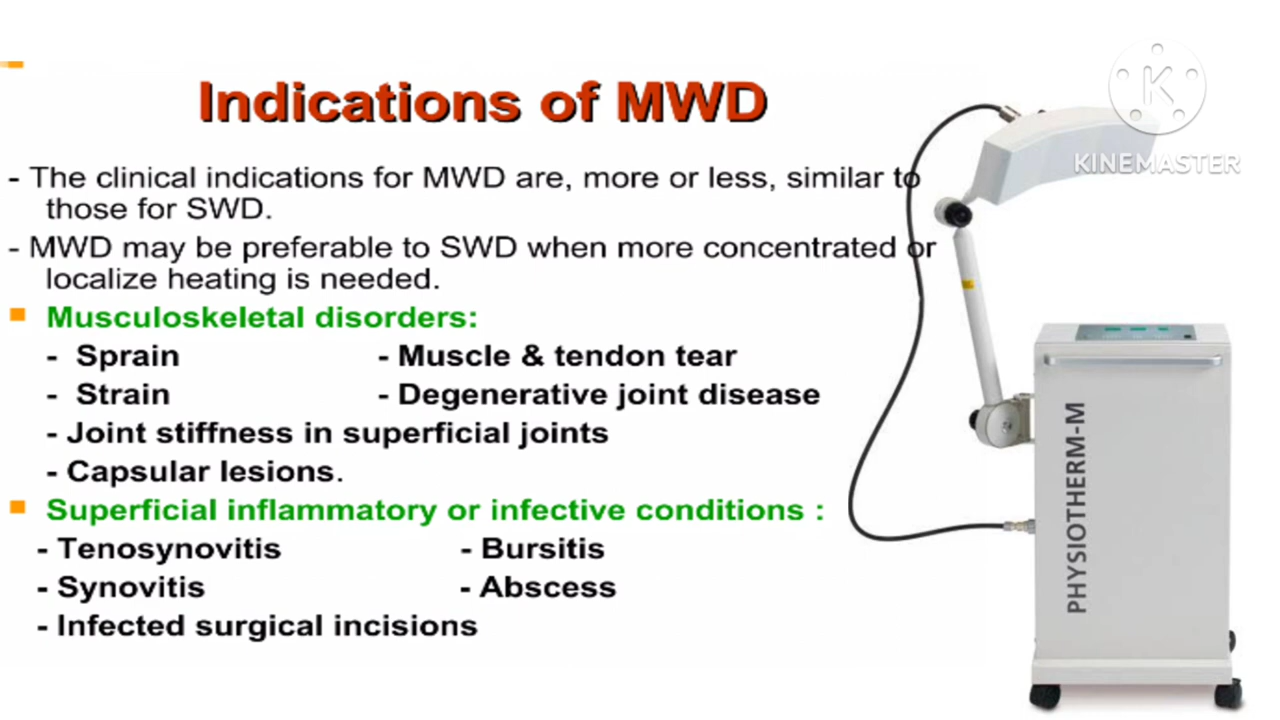 Indications of MWD
- The clinical indications for MWD are, more or less, similar to
those for SWD.
- MWD may be preferable to SWD when more concentrated or
localize heating is needed.
Musculoskeletal disorders:
- Sprain - Muscle & tendon tear
- Strain - Degenerative joint disease
- Joint stiffness in superficial joints
- Capsular lesions.
Superficial inflammatory or infective conditions :
- Tenosynovitis - Bursitis
- Synovitis - Abscess
- Infected surgical incisions
K
KINEMASTER
PHYSIOTHERM-M